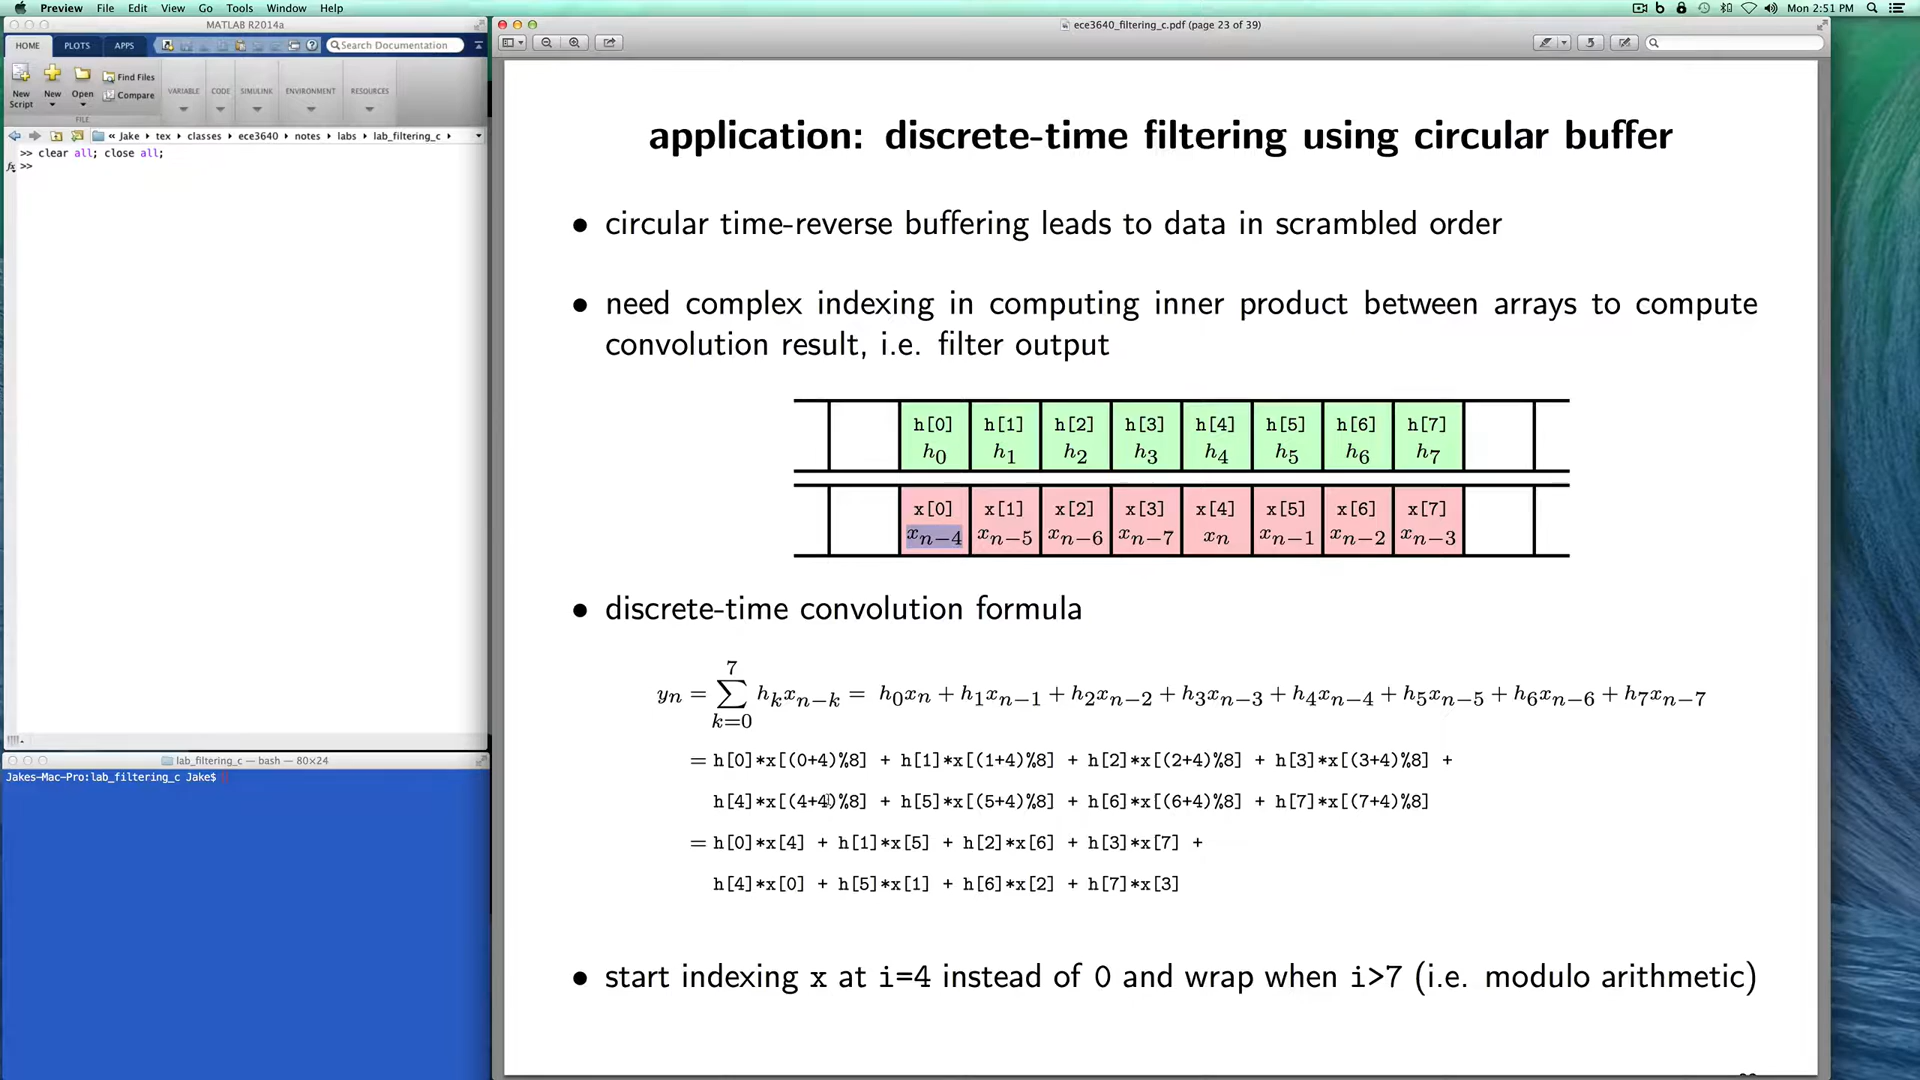 Preview File Edit View Go Tools Window Help
Mon 2:51 PM
MATLAB R2014a
HOME PLOTS APPS
Search Documentation
New Script
New
Open
Find Files
Compare
FILE
VARIABLE
CODE
SIMULINK
ENVIRONMENT
RESOURCES
« Jake ▸ tex ▸ classes ▸ ece3640 ▸ notes ▸ labs ▸ lab_filtering_c ▸
>> clear all; close all;
fx >>
lab_filtering_c — bash — 80×24
Jakes-Mac-Pro:lab_filtering_c Jake$
ece3640_filtering_c.pdf (page 23 of 39)
application: discrete-time filtering using circular buffer
• circular time-reverse buffering leads to data in scrambled order
• need complex indexing in computing inner product between arrays to compute
convolution result, i.e. filter output
h[0] h[1] h[2] h[3] h[4] h[5] h[6] h[7]
h0 h1 h2 h3 h4 h5 h6 h7
x[0] x[1] x[2] x[3] x[4] x[5] x[6] x[7]
xn−4 xn−5 xn−6 xn−7 xn xn−1 xn−2 xn−3
• discrete-time convolution formula
yn = ∑ k=0 7 hkxn−k = h0xn + h1xn−1 + h2xn−2 + h3xn−3 + h4xn−4 + h5xn−5 + h6xn−6 + h7xn−7
= h[0]*x[(0+4)%8] + h[1]*x[(1+4)%8] + h[2]*x[(2+4)%8] + h[3]*x[(3+4)%8] +
h[4]*x[(4+4)%8] + h[5]*x[(5+4)%8] + h[6]*x[(6+4)%8] + h[7]*x[(7+4)%8]
= h[0]*x[4] + h[1]*x[5] + h[2]*x[6] + h[3]*x[7] +
h[4]*x[0] + h[5]*x[1] + h[6]*x[2] + h[7]*x[3]
• start indexing x at i=4 instead of 0 and wrap when i>7 (i.e. modulo arithmetic)